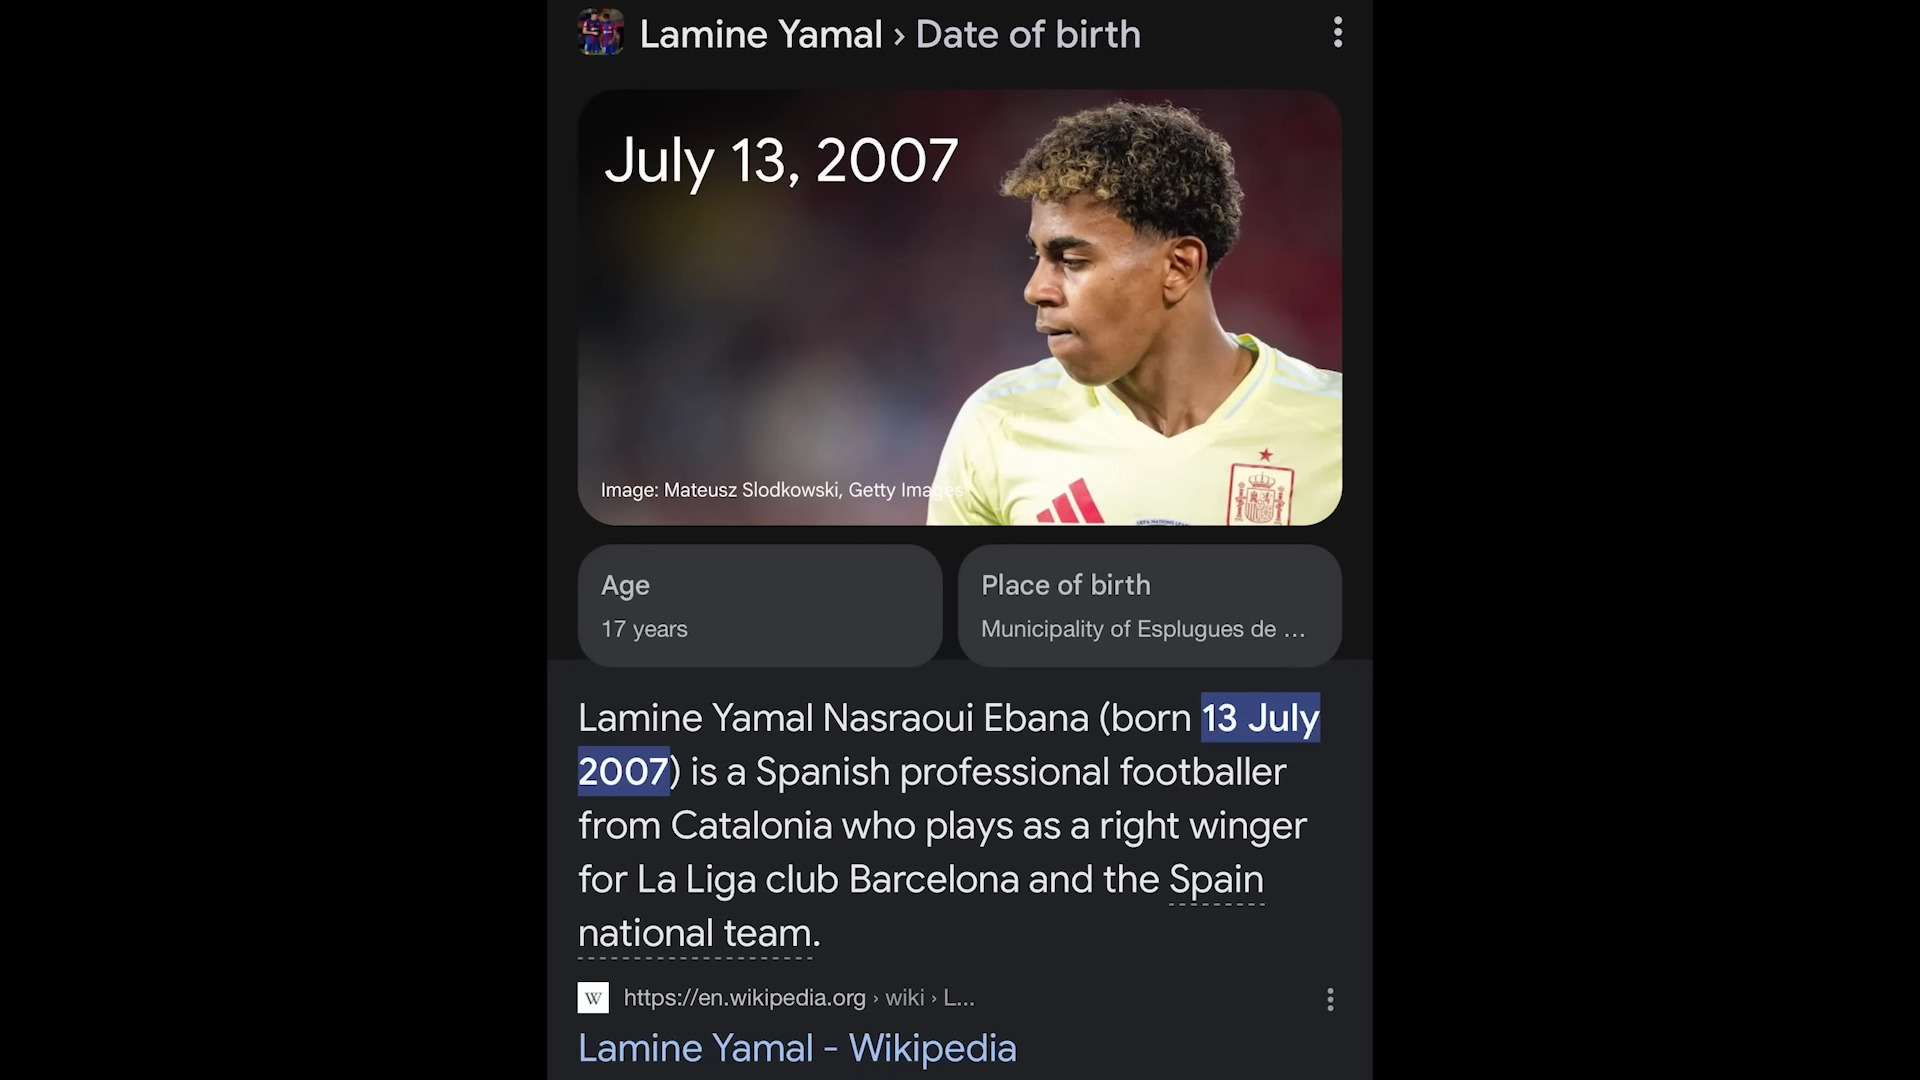 Lamine Yamal › Date of birth
July 13, 2007
Image: Mateusz Slodkowski, Getty Images
Age
17 years
Place of birth
Municipality of Esplugues de ...
Lamine Yamal Nasraoui Ebana (born 13 July
2007) is a Spanish professional footballer
from Catalonia who plays as a right winger
for La Liga club Barcelona and the Spain
national team.
W https://en.wikipedia.org › wiki › L...
Lamine Yamal - Wikipedia